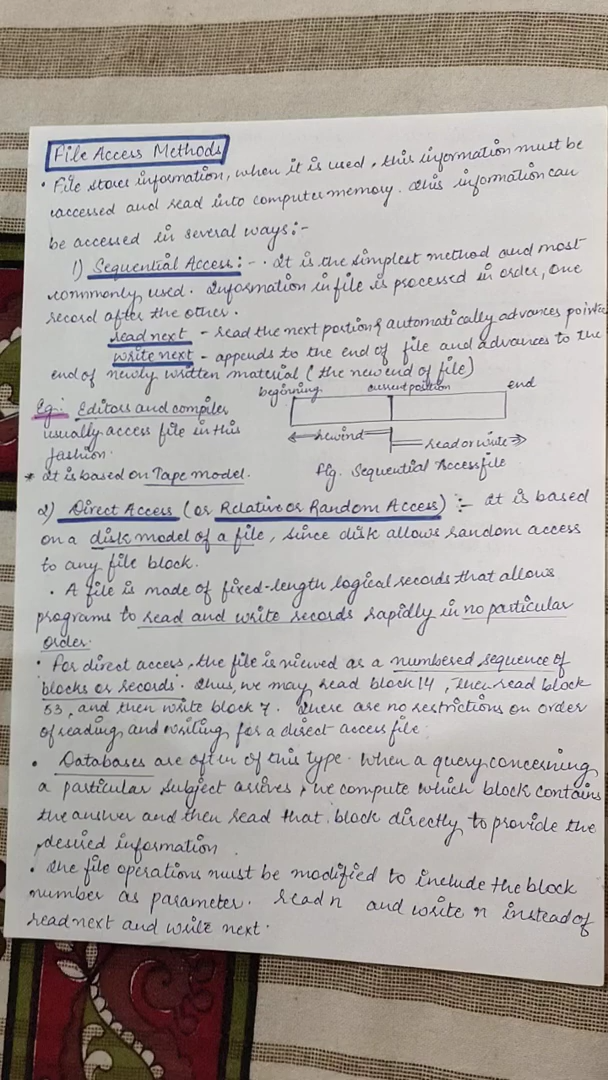 File Access Methods
• File stores information, when it is used, this information must be
accessed and read into computer memory. This information can
be accessed in several ways:-
1) Sequential Access:- · It is the simplest method and most
commonly used. Information in file is processed in order, one
record after the other.
read next - read the next portion & automatically advances pointer
write next - appends to the end of file and advances to the
end of newly written material (the new end of file)
beginning current position end
Eg:- Editors and compiler
usually access file in this
fashion.
rewind read or write
* It is based on Tape model.
fig. Sequential Access file
2) Direct Access (or Relative or Random Access) :- It is based
on a disk model of a file, since disk allows random access
to any file block.
• A file is made of fixed-length logical records that allows
programs to read and write records rapidly in no particular
order.
• For direct access, the file is viewed as a numbered sequence of
blocks or records. Thus, we may read block 14, then read block
53, and then write block 7. There are no restrictions on order
of reading and writing for a direct access file.
• Databases are often of this type. When a query concerning
a particular subject arrives, we compute which block contains
the answer and then read that block directly to provide the
desired information.
• The file operations must be modified to include the block
number as parameter. read n and write n instead of
read next and write next.